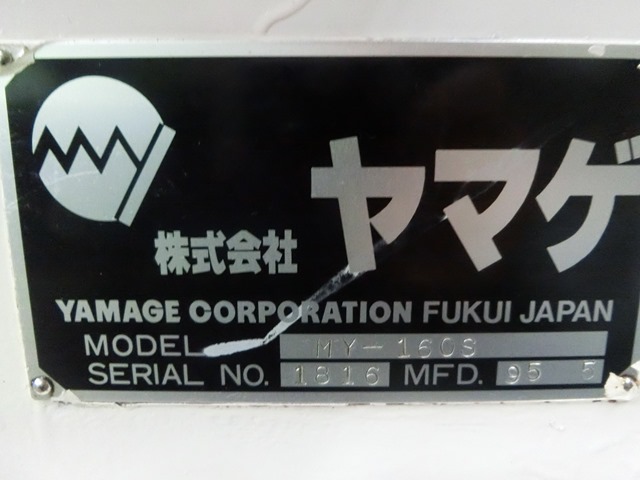 株式会社 ヤマゲ
YAMAGE CORPORATION FUKUI JAPAN
MODEL MY-160S
SERIAL NO. 1816 MFD. 95 5